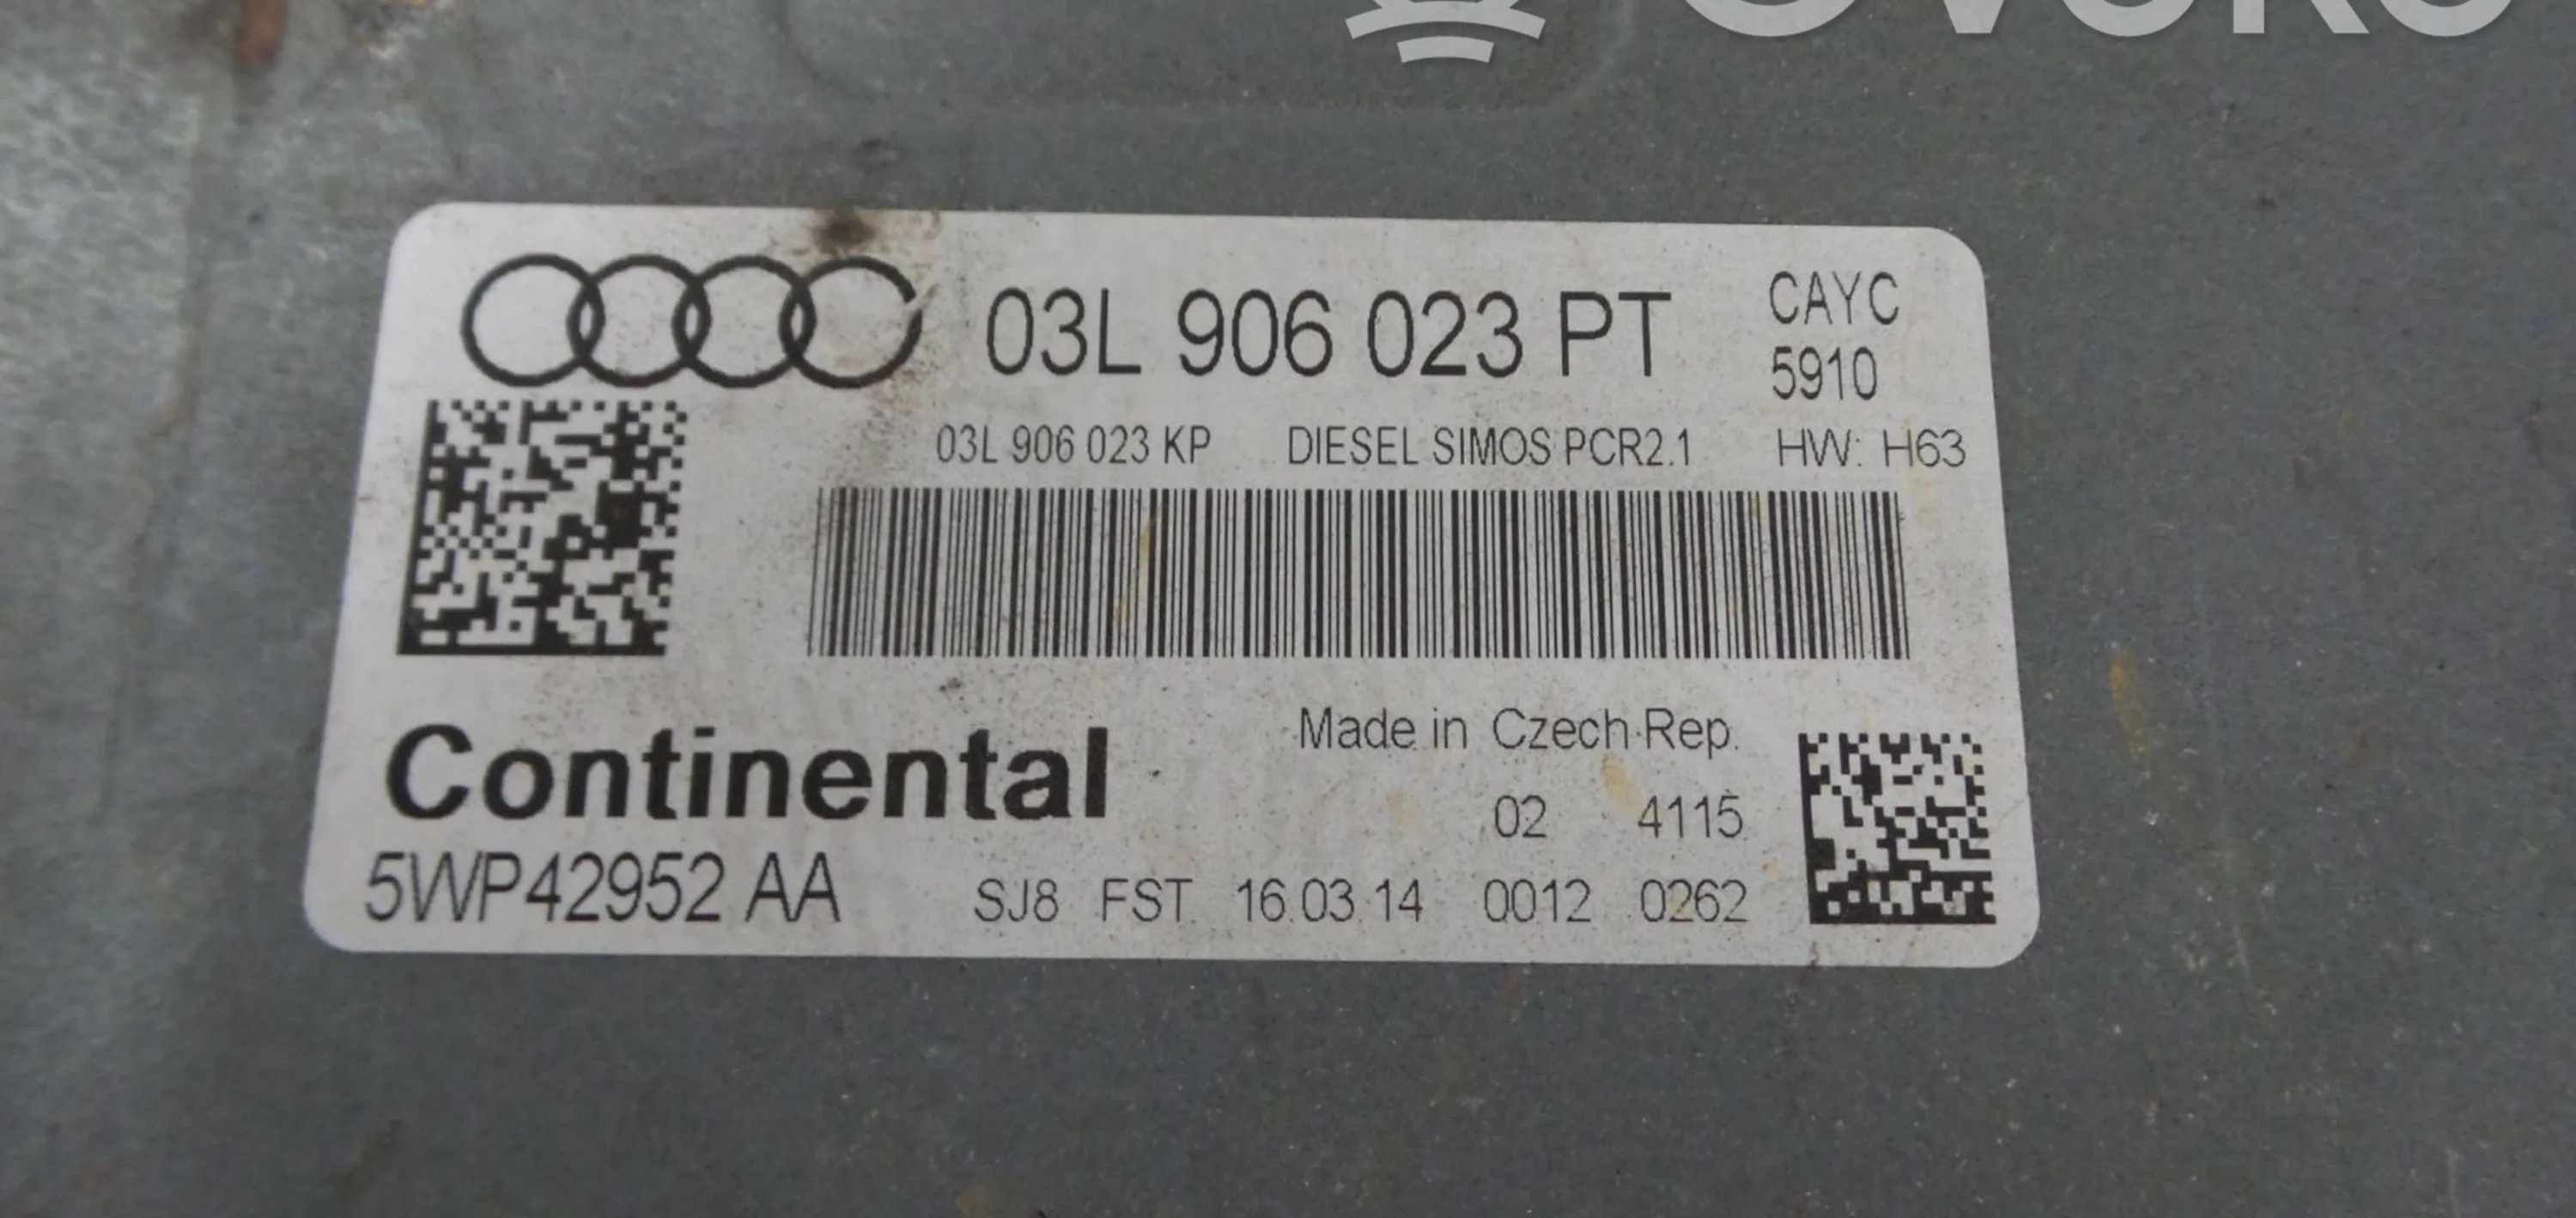 03L 906 023 PT
CAYC
5910
03L 906 023 KP DIESEL SIMOS PCR2.1 HW: H63
Continental
Made in Czech Rep.
02 4115
5WP42952 AA SJ8 FST 16.03.14 0012 0262